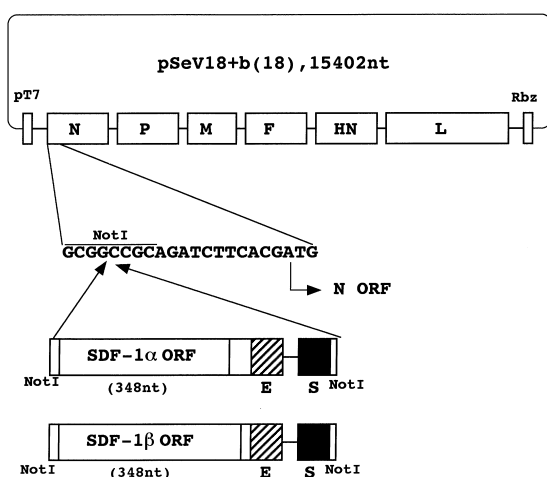 pSeV18+b(18),15402nt
pT7
Rbz
N P M F HN L
NotI
GCGGCCGCAGATCTTCACGATG
N ORF
SDF-1α ORF
NotI (348nt) E S NotI
SDF-1β ORF
NotI (348nt) E S NotI